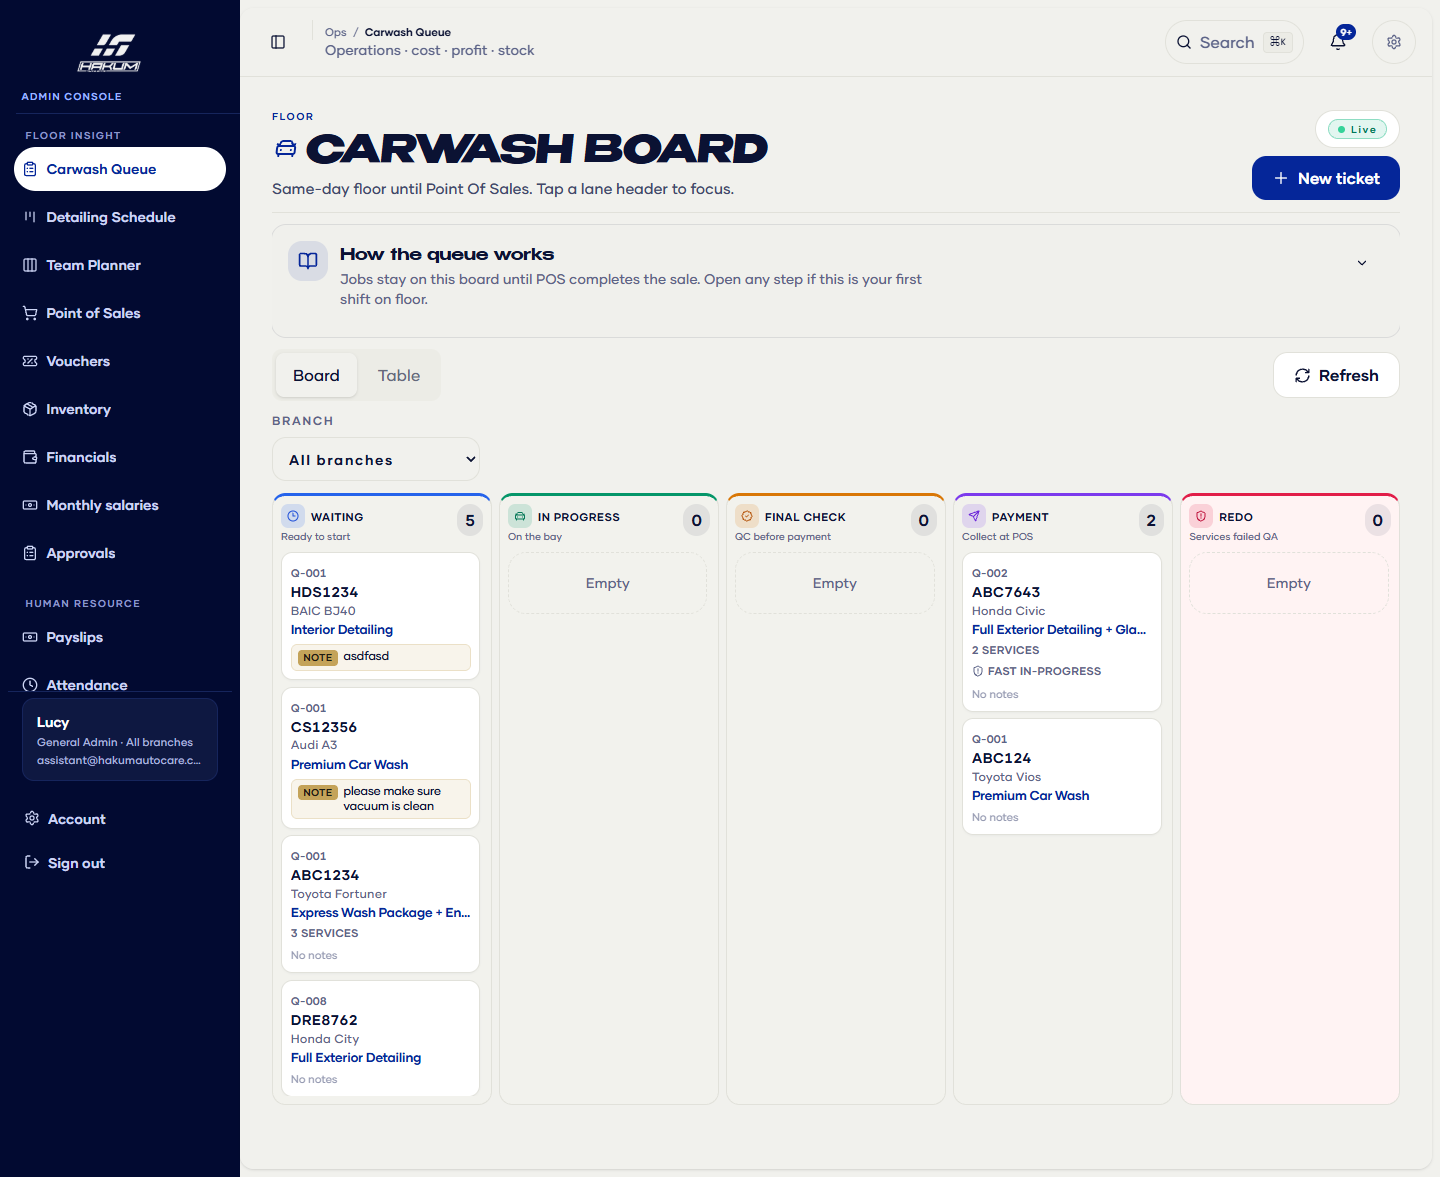 HAKUM
ADMIN CONSOLE
FLOOR INSIGHT
Carwash Queue
Detailing Schedule
Team Planner
Point of Sales
Vouchers
Inventory
Financials
Monthly salaries
Approvals
HUMAN RESOURCE
Payslips
Attendance
Lucy
General Admin · All branches
assistant@hakumautocare.c...
Account
Sign out
Ops / Carwash Queue
Operations · cost · profit · stock
Search ⌘K
9+
FLOOR
CARWASH BOARD
Same-day floor until Point Of Sales. Tap a lane header to focus.
Live
New ticket
How the queue works
Jobs stay on this board until POS completes the sale. Open any step if this is your first
shift on floor.
Board
Table
Refresh
BRANCH
All branches
WAITING
5
Ready to start
Q-001
HDS1234
BAIC BJ40
Interior Detailing
NOTE asdfasd
Q-001
CS12356
Audi A3
Premium Car Wash
NOTE please make sure
vacuum is clean
Q-001
ABC1234
Toyota Fortuner
Express Wash Package + En...
3 SERVICES
No notes
Q-008
DRE8762
Honda City
Full Exterior Detailing
No notes
IN PROGRESS
0
On the bay
Empty
FINAL CHECK
0
QC before payment
Empty
PAYMENT
2
Collect at POS
Q-002
ABC7643
Honda Civic
Full Exterior Detailing + Gla...
2 SERVICES
FAST IN-PROGRESS
No notes
Q-001
ABC124
Toyota Vios
Premium Car Wash
No notes
REDO
0
Services failed QA
Empty